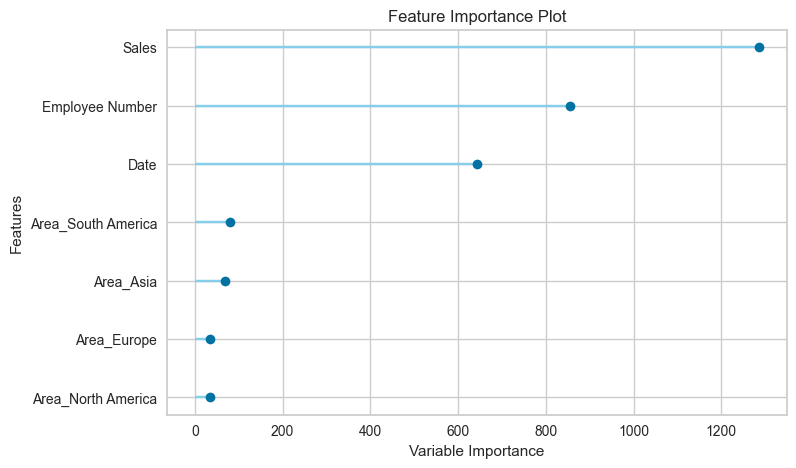 Feature Importance Plot
Sales
Employee Number
Date
Area_South America
Area_Asia
Area_Europe
Area_North America
Features
0 200 400 600 800 1000 1200
Variable Importance